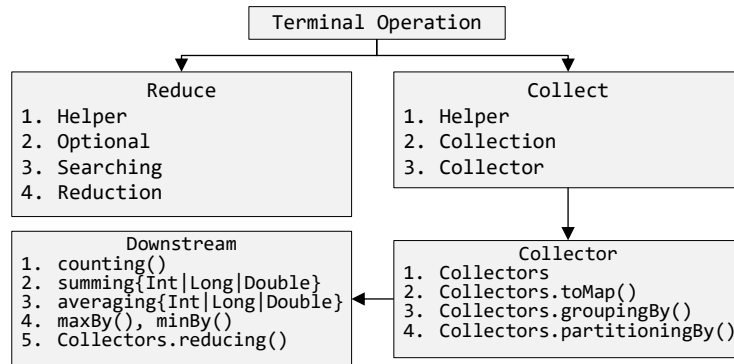 Terminal Operation
Reduce
1. Helper
2. Optional
3. Searching
4. Reduction
Collect
1. Helper
2. Collection
3. Collector
Downstream
1. counting()
2. summing{Int|Long|Double}
3. averaging{Int|Long|Double}
4. maxBy(), minBy()
5. Collectors.reducing()
Collector
1. Collectors
2. Collectors.toMap()
3. Collectors.groupingBy()
4. Collectors.partitioningBy()